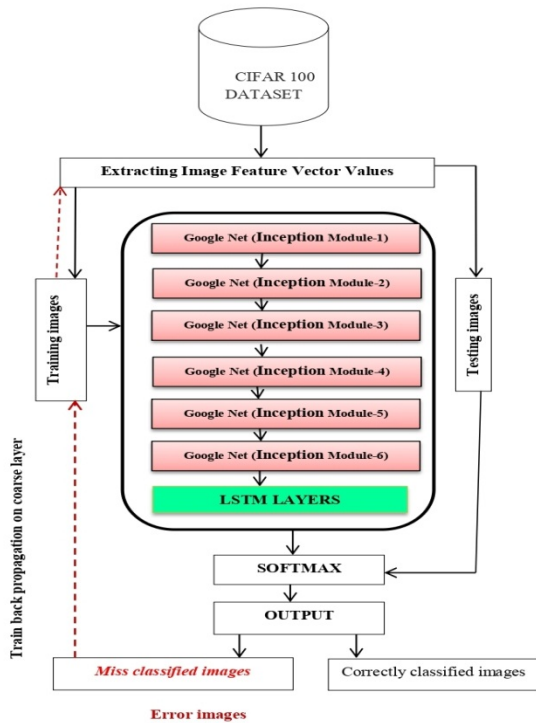 CIFAR 100
DATASET
Extracting Image Feature Vector Values
Google Net (Inception Module-1)
Google Net (Inception Module-2)
Google Net (Inception Module-3)
Google Net (Inception Module-4)
Google Net (Inception Module-5)
Google Net (Inception Module-6)
LSTM LAYERS
Training images
Testing images
Train back propagation on coarse layer
SOFTMAX
OUTPUT
Miss classified images
Correctly classified images
Error images